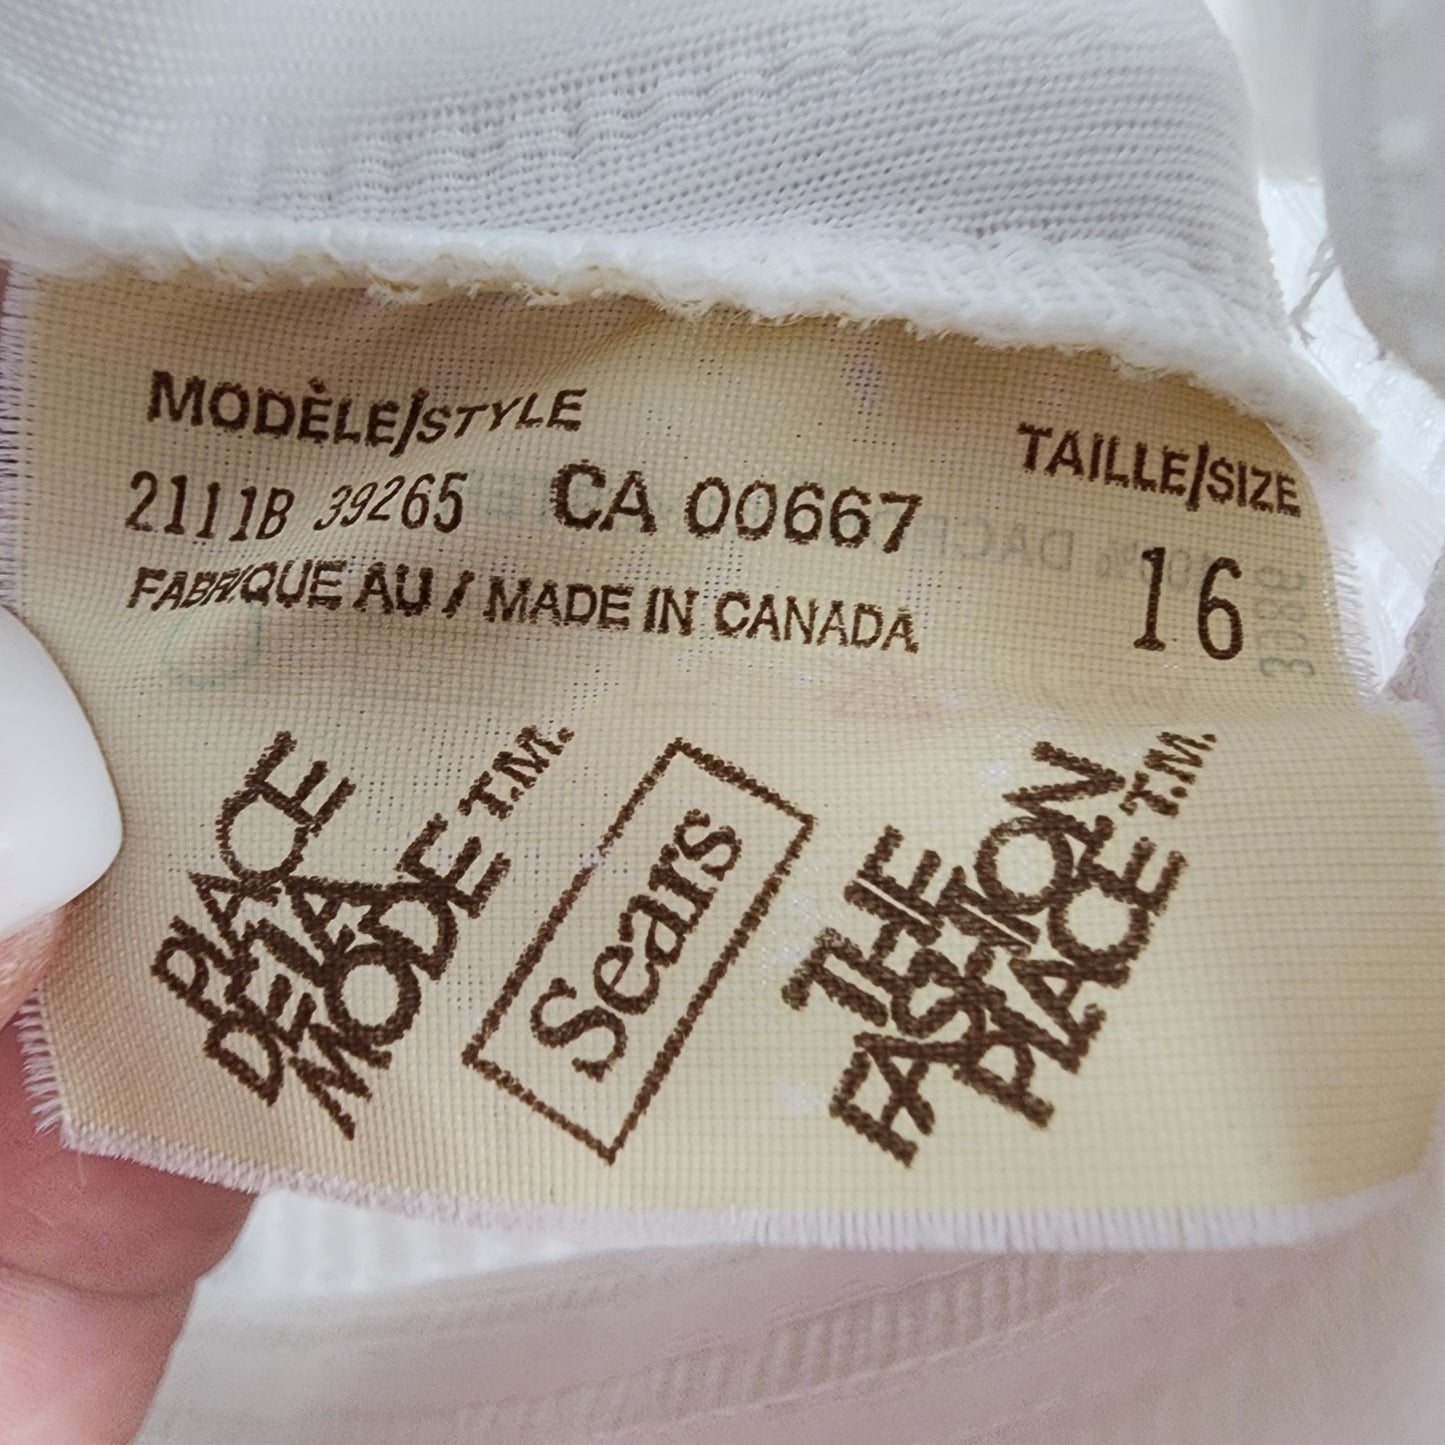 MODÈLE/STYLE
TAILLE/SIZE
2111B 39265 CA 00667
16
FABRIQUE AU / MADE IN CANADA
PLACE
DE LA
MODE T.M.
Sears
THE
FASHION
PLACE T.M.